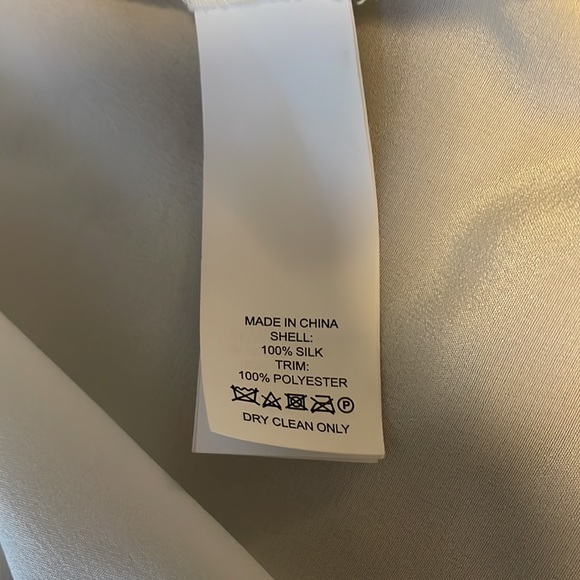 MADE IN CHINA
SHELL:
100% SILK
TRIM:
100% POLYESTER
P
DRY CLEAN ONLY